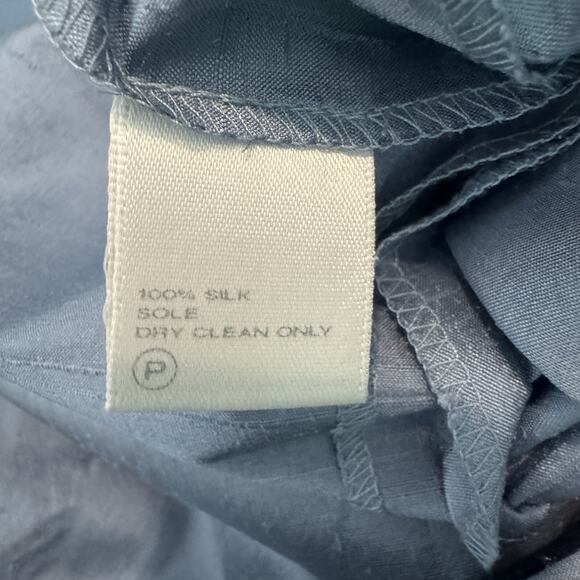 100% SILK
SOLE
DRY CLEAN ONLY
P